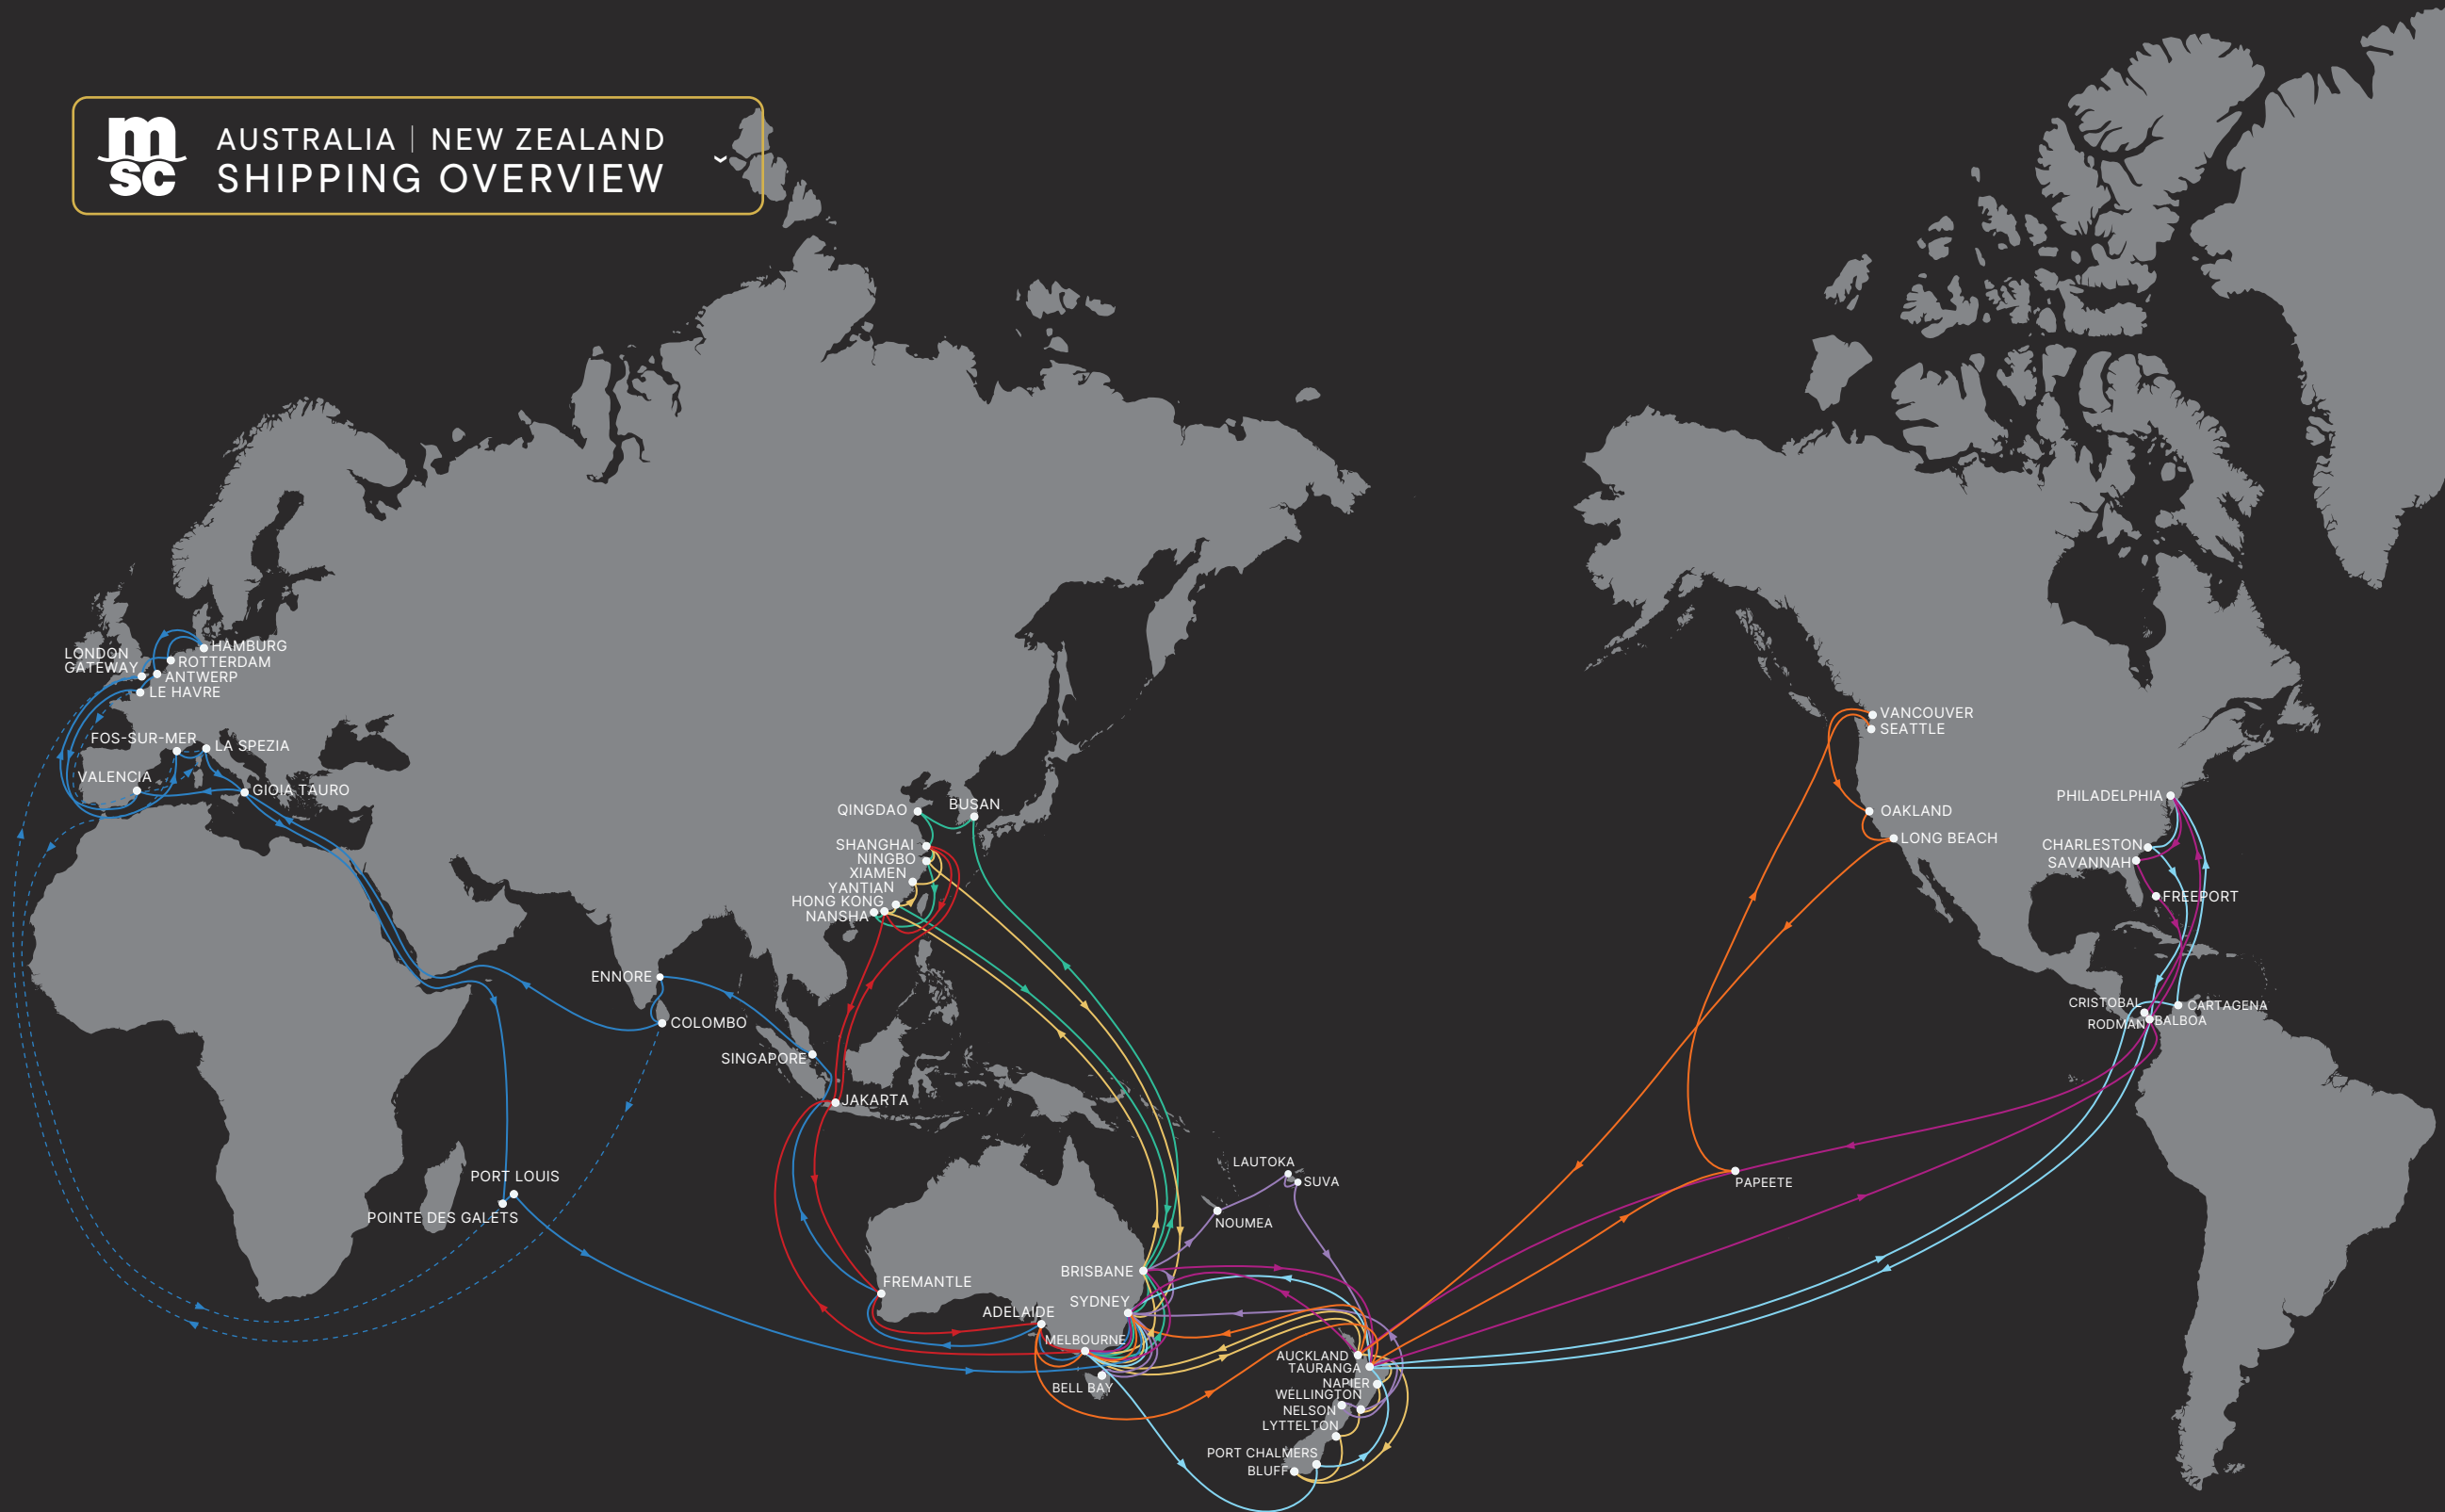 msc
AUSTRALIA | NEW ZEALAND
SHIPPING OVERVIEW
HAMBURG
LONDON
GATEWAY
ROTTERDAM
ANTWERP
LE HAVRE
FOS-SUR-MER
LA SPEZIA
VALENCIA
GIOIA TAURO
VANCOUVER
SEATTLE
PHILADELPHIA
QINGDAO
BUSAN
OAKLAND
LONG BEACH
SHANGHAI
NINGBO
XIAMEN
YANTIAN
HONG KONG
NANSHA
CHARLESTON
SAVANNAH
FREEPORT
ENNORE
COLOMBO
SINGAPORE
JAKARTA
CRISTOBAL
CARTAGENA
RODMAN
BALBOA
PORT LOUIS
POINTE DES GALETS
LAUTOKA
SUVA
NOUMEA
PAPEETE
BRISBANE
FREMANTLE
SYDNEY
ADELAIDE
MELBOURNE
BELL BAY
AUCKLAND
TAURANGA
NAPIER
WELLINGTON
NELSON
LYTTELTON
PORT CHALMERS
BLUFF